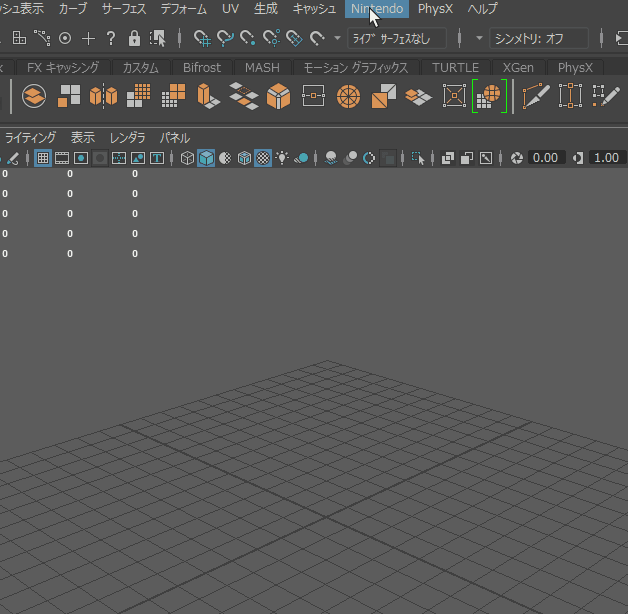 シュ表示 カーブ サーフェス デフォーム UV 生成 キャッシュ Nintendo PhysX ヘルプ
ライブ サーフェスなし シンメトリ: オフ
FX キャッシング カスタム Bifrost MASH モーション グラフィックス TURTLE XGen PhysX
ライティング 表示 レンダラ パネル
0.00 1.00
0 0 0
0 0 0
0 0 0
0 0 0
0 0 0